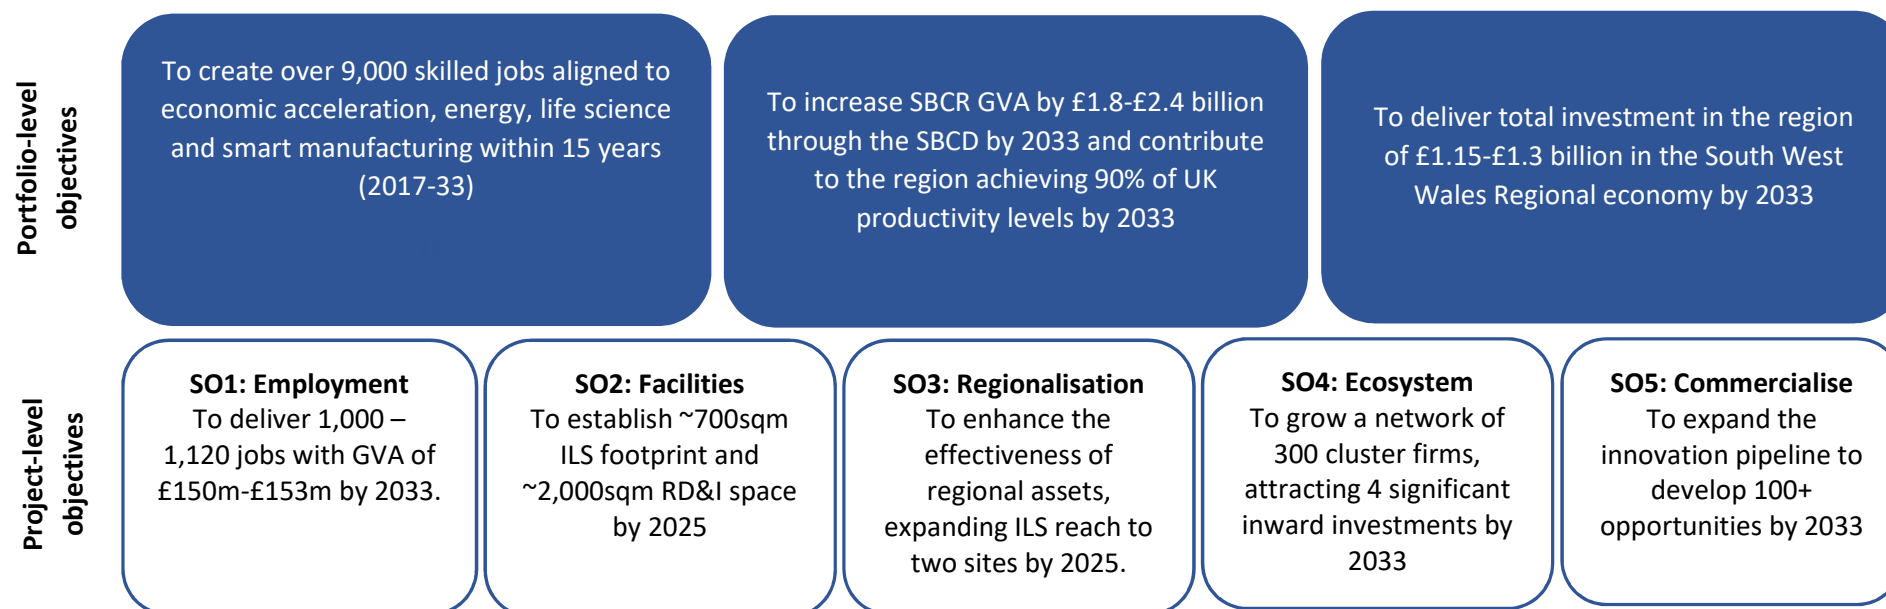 Portfolio-level
objectives
To create over 9,000 skilled jobs aligned to
economic acceleration, energy, life science
and smart manufacturing within 15 years
(2017-33)
To increase SBCR GVA by £1.8-£2.4 billion
through the SBCD by 2033 and contribute
to the region achieving 90% of UK
productivity levels by 2033
To deliver total investment in the region
of £1.15-£1.3 billion in the South West
Wales Regional economy by 2033
Project-level
objectives
SO1: Employment
To deliver 1,000 –
1,120 jobs with GVA of
£150m-£153m by 2033.
SO2: Facilities
To establish ~700sqm
ILS footprint and
~2,000sqm RD&I space
by 2025
SO3: Regionalisation
To enhance the
effectiveness of
regional assets,
expanding ILS reach to
two sites by 2025.
SO4: Ecosystem
To grow a network of
300 cluster firms,
attracting 4 significant
inward investments by
2033
SO5: Commercialise
To expand the
innovation pipeline to
develop 100+
opportunities by 2033